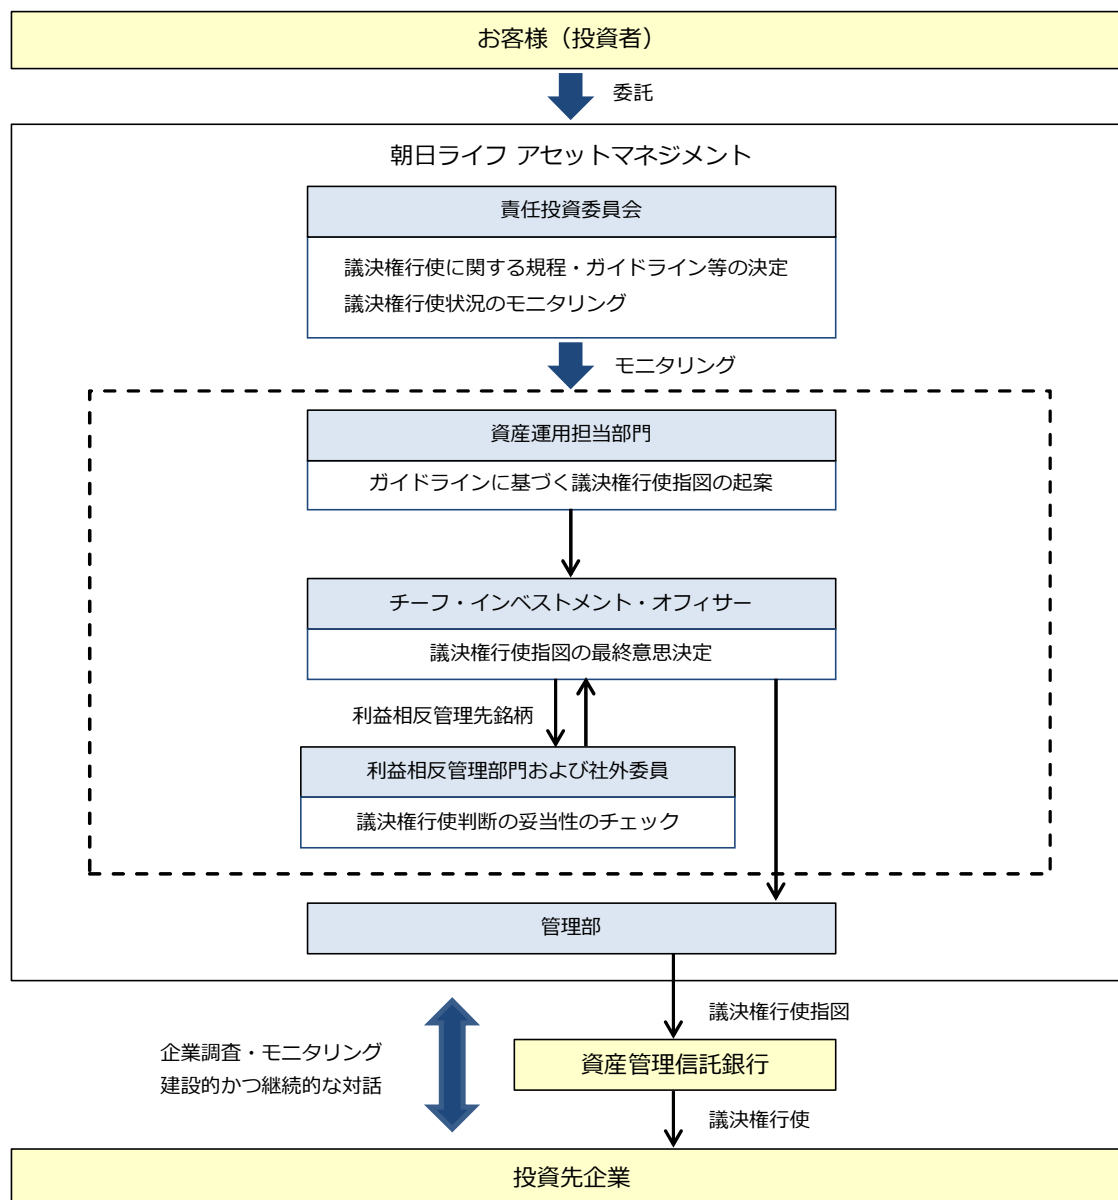 お客様（投資者）
委託
朝日ライフ アセットマネジメント
責任投資委員会
議決権行使に関する規程・ガイドライン等の決定
議決権行使状況のモニタリング
モニタリング
資産運用担当部門
ガイドラインに基づく議決権行使指図の起案
チーフ・インベストメント・オフィサー
議決権行使指図の最終意思決定
利益相反管理先銘柄
利益相反管理部門および社外委員
議決権行使判断の妥当性のチェック
管理部
議決権行使指図
企業調査・モニタリング
建設的かつ継続的な対話
資産管理信託銀行
議決権行使
投資先企業